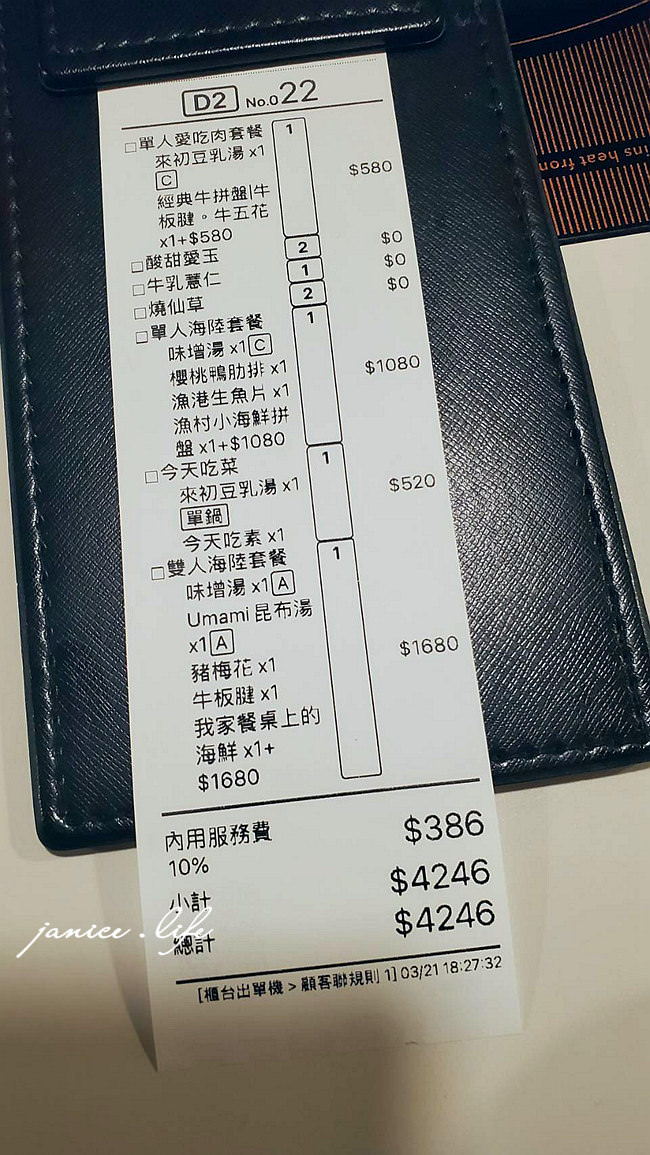 D2 No.022
□單人愛吃肉套餐 1
來初豆乳湯 x1
C
$580
經典牛拼盤|牛
板腱。牛五花
x1+$580
□酸甜愛玉 2 $0
□牛乳薏仁 1 $0
□燒仙草 2 $0
□單人海陸套餐 1
味增湯 x1 C
櫻桃鴨肋排 x1 $1080
漁港生魚片 x1
漁村小海鮮拼
盤 x1+$1080
□今天吃菜 1
來初豆乳湯 x1 $520
單鍋
今天吃素 x1
□雙人海陸套餐 1
味增湯 x1 A
Umami 昆布湯
x1 A
豬梅花 x1 $1680
牛板腱 x1
我家餐桌上的
海鮮 x1+
$1680
內用服務費 $386
10%
小計 $4246
總計 $4246
janice.life
[櫃台出單機 > 顧客聯規則 1] 03/21 18:27:32
ins heat from